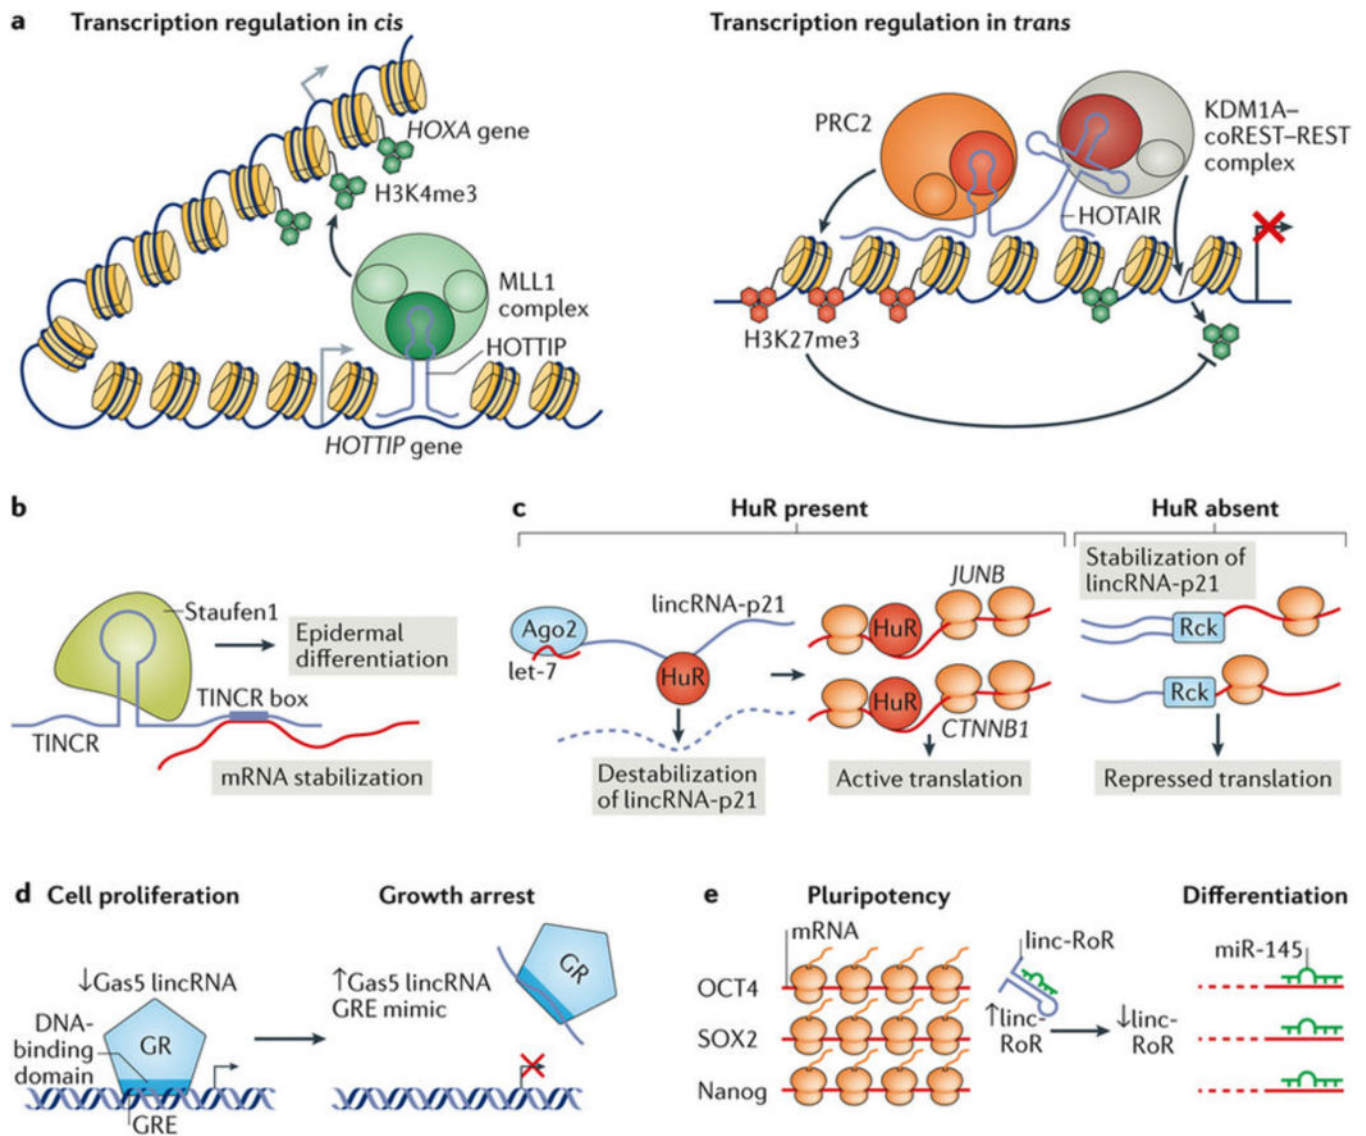 a
Transcription regulation in cis
Transcription regulation in trans
HOXA gene
H3K4me3
MLL1
complex
HOTTIP
HOTTIP gene
PRC2
KDM1A–
coREST–REST
complex
HOTAIR
H3K27me3
b
Staufen1
Epidermal
differentiation
TINCR box
TINCR
mRNA stabilization
c
HuR present
HuR absent
Ago2
let-7
lincRNA-p21
HuR
Destabilization
of lincRNA-p21
JUNB
HuR
HuR
CTNNB1
Active translation
Stabilization of
lincRNA-p21
Rck
Rck
Repressed translation
d
Cell proliferation
Growth arrest
↓Gas5 lincRNA
DNA-
binding
domain
GR
GRE
↑Gas5 lincRNA
GRE mimic
GR
e
Pluripotency
Differentiation
mRNA
OCT4
SOX2
Nanog
linc-RoR
↑linc-
RoR
↓linc-
RoR
miR-145